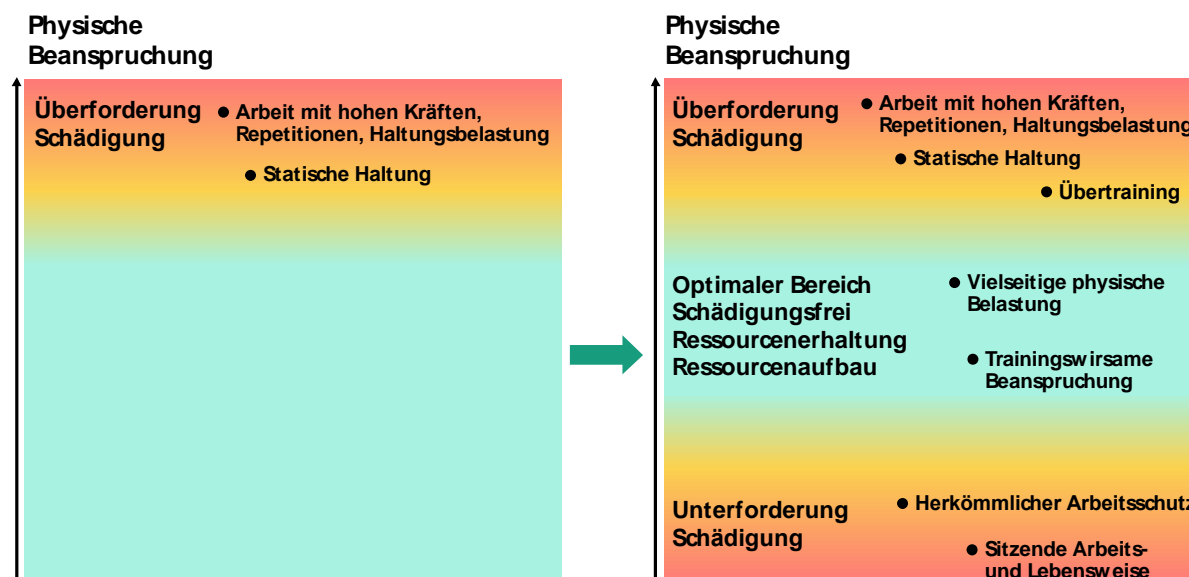 Physische
Beanspruchung
Überforderung
Schädigung
● Arbeit mit hohen Kräften,
Repetitionen, Haltungsbelastung
● Statische Haltung
Physische
Beanspruchung
Überforderung
Schädigung
● Arbeit mit hohen Kräften,
Repetitionen, Haltungsbelastung
● Statische Haltung
● Übertraining
Optimaler Bereich
Schädigungsfrei
Ressourcenerhaltung
Ressourcenaufbau
● Vielseitige physische
Belastung
● Trainingswirsame
Beanspruchung
Unterforderung
Schädigung
● Herkömmlicher Arbeitsschutz
● Sitzende Arbeits-
und Lebensweise